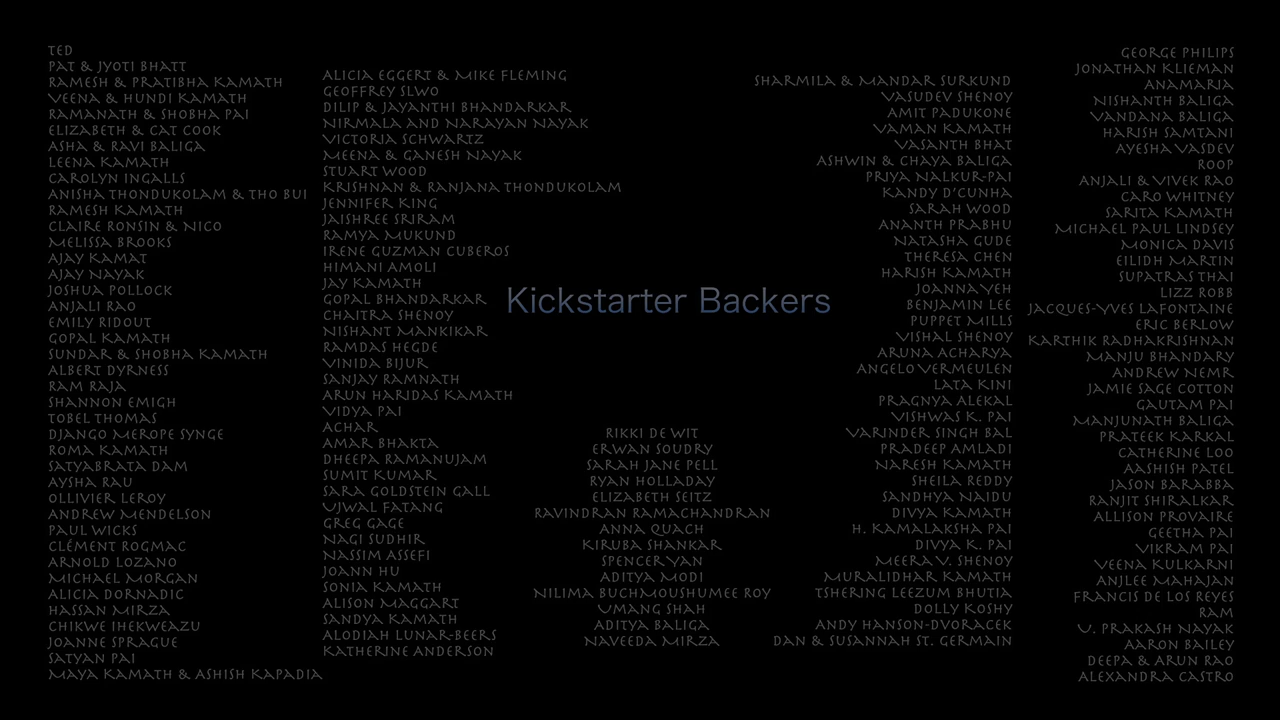 TED
PAT & JYOTI BHATT
RAMESH & PRATIBHA KAMATH
VEENA & HUNDI KAMATH
RAMANATH & SHOBHA PAI
ELIZABETH & CAT COOK
ASHA & RAVI BALIGA
LEENA KAMATH
CAROLYN INGALLS
ANISHA THONDUKOLAM & THO BUI
RAMESH KAMATH
CLAIRE RONSIN & NICO
MELISSA BROOKS
AJAY KAMAT
AJAY NAYAK
JOSHUA POLLOCK
ANJALI RAO
EMILY RIDOUT
GOPAL KAMATH
SUNDAR & SHOBHA KAMATH
ALBERT DYRNESS
RAM RAJA
SHANNON EMIGH
TOBEL THOMAS
DJANGO MEROPE SYNGE
ROMA KAMATH
SATYABRATA DAM
AYSHA RAU
OLLIVIER LEROY
ANDREW MENDELSON
PAUL WICKS
CLÉMENT ROGMAC
ARNOLD LOZANO
MICHAEL MORGAN
ALICIA DORNADIC
HASSAN MIRZA
CHIKWE IHEKWEAZU
JOANNE SPRAGUE
SATYAN PAI
MAYA KAMATH & ASHISH KAPADIA
ALICIA EGGERT & MIKE FLEMING
GEOFFREY SLWO
DILIP & JAYANTHI BHANDARKAR
NIRMALA AND NARAYAN NAYAK
VICTORIA SCHWARTZ
MEENA & GANESH NAYAK
STUART WOOD
KRISHNAN & RANJANA THONDUKOLAM
JENNIFER KING
JAISHREE SRIRAM
RAMYA MUKUND
IRENE GUZMAN CUBEROS
HIMANI AMOLI
JAY KAMATH
GOPAL BHANDARKAR
CHAITRA SHENOY
NISHANT MANKIKAR
RAMDAS HEGDE
VINIDA BIJUR
SANJAY RAMNATH
ARUN HARIDAS KAMATH
VIDYA PAI
ACHAR
AMAR BHAKTA
DHEEPA RAMANUJAM
SUMIT KUMAR
SARA GOLDSTEIN GALL
UJWAL FATANG
GREG GAGE
NAGI SUDHIR
NASSIM ASSEFI
JOANN HU
SONIA KAMATH
ALISON MAGGART
SANDYA KAMATH
ALODIAH LUNAR-BEERS
KATHERINE ANDERSON
Kickstarter Backers
RIKKI DE WIT
ERWAN SOUDRY
SARAH JANE PELL
RYAN HOLLADAY
ELIZABETH SEITZ
RAVINDRAN RAMACHANDRAN
ANNA QUACH
KIRUBA SHANKAR
SPENCER YAN
ADITYA MODI
NILIMA BUCHMOUSHUMEE ROY
UMANG SHAH
ADITYA BALIGA
NAVEEDA MIRZA
SHARMILA & MANDAR SURKUND
VASUDEV SHENOY
AMIT PADUKONE
VAMAN KAMATH
VASANTH BHAT
ASHWIN & CHAYA BALIGA
PRIYA NALKUR-PAI
KANDY D'CUNHA
SARAH WOOD
ANANTH PRABHU
NATASHA GUDE
THERESA CHEN
HARISH KAMATH
JOANNA YEH
BENJAMIN LEE
PUPPET MILLS
VISHAL SHENOY
ARUNA ACHARYA
ANGELO VERMEULEN
LATA KINI
PRAGNYA ALEKAL
VISHWAS K. PAI
VARINDER SINGH BAL
PRADEEP AMLADI
NARESH KAMATH
SHEILA REDDY
SANDHYA NAIDU
DIVYA KAMATH
H. KAMALAKSHA PAI
DIVYA K. PAI
MEERA V. SHENOY
MURALIDHAR KAMATH
TSHERING LEEZUM BHUTIA
DOLLY KOSHY
ANDY HANSON-DVORACEK
DAN & SUSANNAH ST. GERMAIN
GEORGE PHILIPS
JONATHAN KLIEMAN
ANAMARIA
NISHANTH BALIGA
VANDANA BALIGA
HARISH SAMTANI
AYESHA VASDEV
ROOP
ANJALI & VIVEK RAO
CARO WHITNEY
SARITA KAMATH
MICHAEL PAUL LINDSEY
MONICA DAVIS
EILIDH MARTIN
SUPATRAS THAI
LIZZ ROBB
JACQUES-YVES LAFONTAINE
ERIC BERLOW
KARTHIK RADHAKRISHNAN
MANJU BHANDARY
ANDREW NEMR
JAMIE SAGE COTTON
GAUTAM PAI
MANJUNATH BALIGA
PRATEEK KARKAL
CATHERINE LOO
AASHISH PATEL
JASON BARABBA
RANJIT SHIRALKAR
ALLISON PROVAIRE
GEETHA PAI
VIKRAM PAI
VEENA KULKARNI
ANJLEE MAHAJAN
FRANCIS DE LOS REYES
RAM
U. PRAKASH NAYAK
AARON BAILEY
DEEPA & ARUN RAO
ALEXANDRA CASTRO